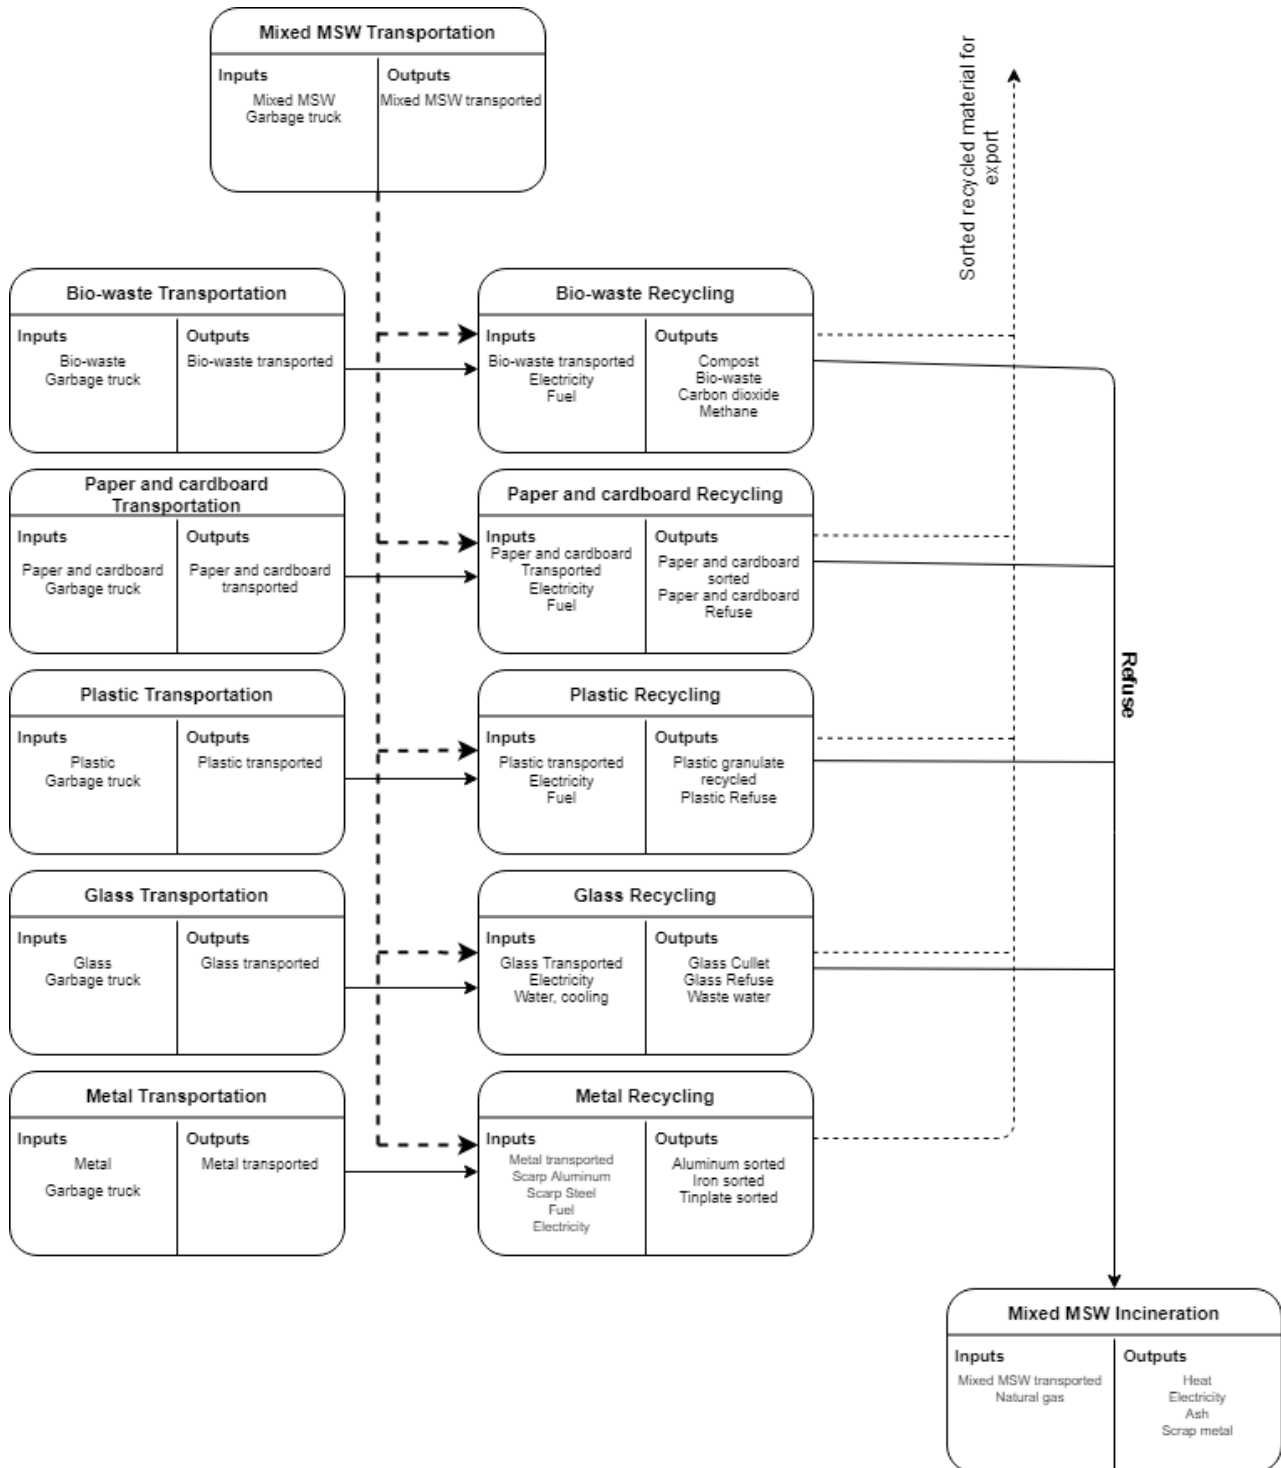 Mixed MSW Transportation
Inputs
Mixed MSW
Garbage truck
Outputs
Mixed MSW transported
Sorted recycled material for
export
Bio-waste Transportation
Inputs
Bio-waste
Garbage truck
Outputs
Bio-waste transported
Bio-waste Recycling
Inputs
Bio-waste transported
Electricity
Fuel
Outputs
Compost
Bio-waste
Carbon dioxide
Methane
Paper and cardboard
Transportation
Inputs
Paper and cardboard
Garbage truck
Outputs
Paper and cardboard
transported
Paper and cardboard Recycling
Inputs
Paper and cardboard
Transported
Electricity
Fuel
Outputs
Paper and cardboard
sorted
Paper and cardboard
Refuse
Refuse
Plastic Transportation
Inputs
Plastic
Garbage truck
Outputs
Plastic transported
Plastic Recycling
Inputs
Plastic transported
Electricity
Fuel
Outputs
Plastic granulate
recycled
Plastic Refuse
Glass Transportation
Inputs
Glass
Garbage truck
Outputs
Glass transported
Glass Recycling
Inputs
Glass Transported
Electricity
Water, cooling
Outputs
Glass Cullet
Glass Refuse
Waste water
Metal Transportation
Inputs
Metal
Garbage truck
Outputs
Metal transported
Metal Recycling
Inputs
Metal transported
Scarp Aluminum
Scarp Steel
Fuel
Electricity
Outputs
Aluminum sorted
Iron sorted
Tinplate sorted
Mixed MSW Incineration
Inputs
Mixed MSW transported
Natural gas
Outputs
Heat
Electricity
Ash
Scrap metal